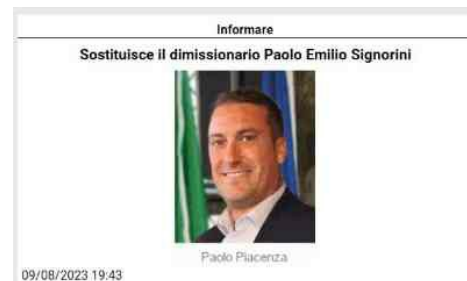 Informare
Sostituisce il dimissionario Paolo Emilio Signorini
Paolo Piacenza
09/08/2023 19:43